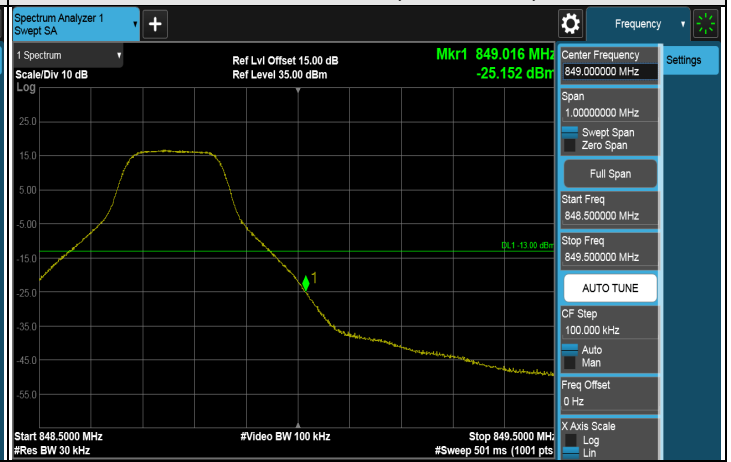 Spectrum Analyzer 1
Swept SA
+
Frequency
1 Spectrum
Scale/Div 10 dB
Log
Ref Lvl Offset 15.00 dB
Ref Level 35.00 dBm
Mkr1 849.016 MHz
-25.152 dBm
25.0
15.0
5.00
-5.00
-15.0
-25.0
-35.0
-45.0
-55.0
DL1 -13.00 dBm
1
Start 848.5000 MHz
#Res BW 30 kHz
#Video BW 100 kHz
Stop 849.5000 MHz
#Sweep 501 ms (1001 pts
Center Frequency
849.000000 MHz
Settings
Span
1.00000000 MHz
Swept Span
Zero Span
Full Span
Start Freq
848.500000 MHz
Stop Freq
849.500000 MHz
AUTO TUNE
CF Step
100.000 kHz
Auto
Man
Freq Offset
0 Hz
X Axis Scale
Log
Lin